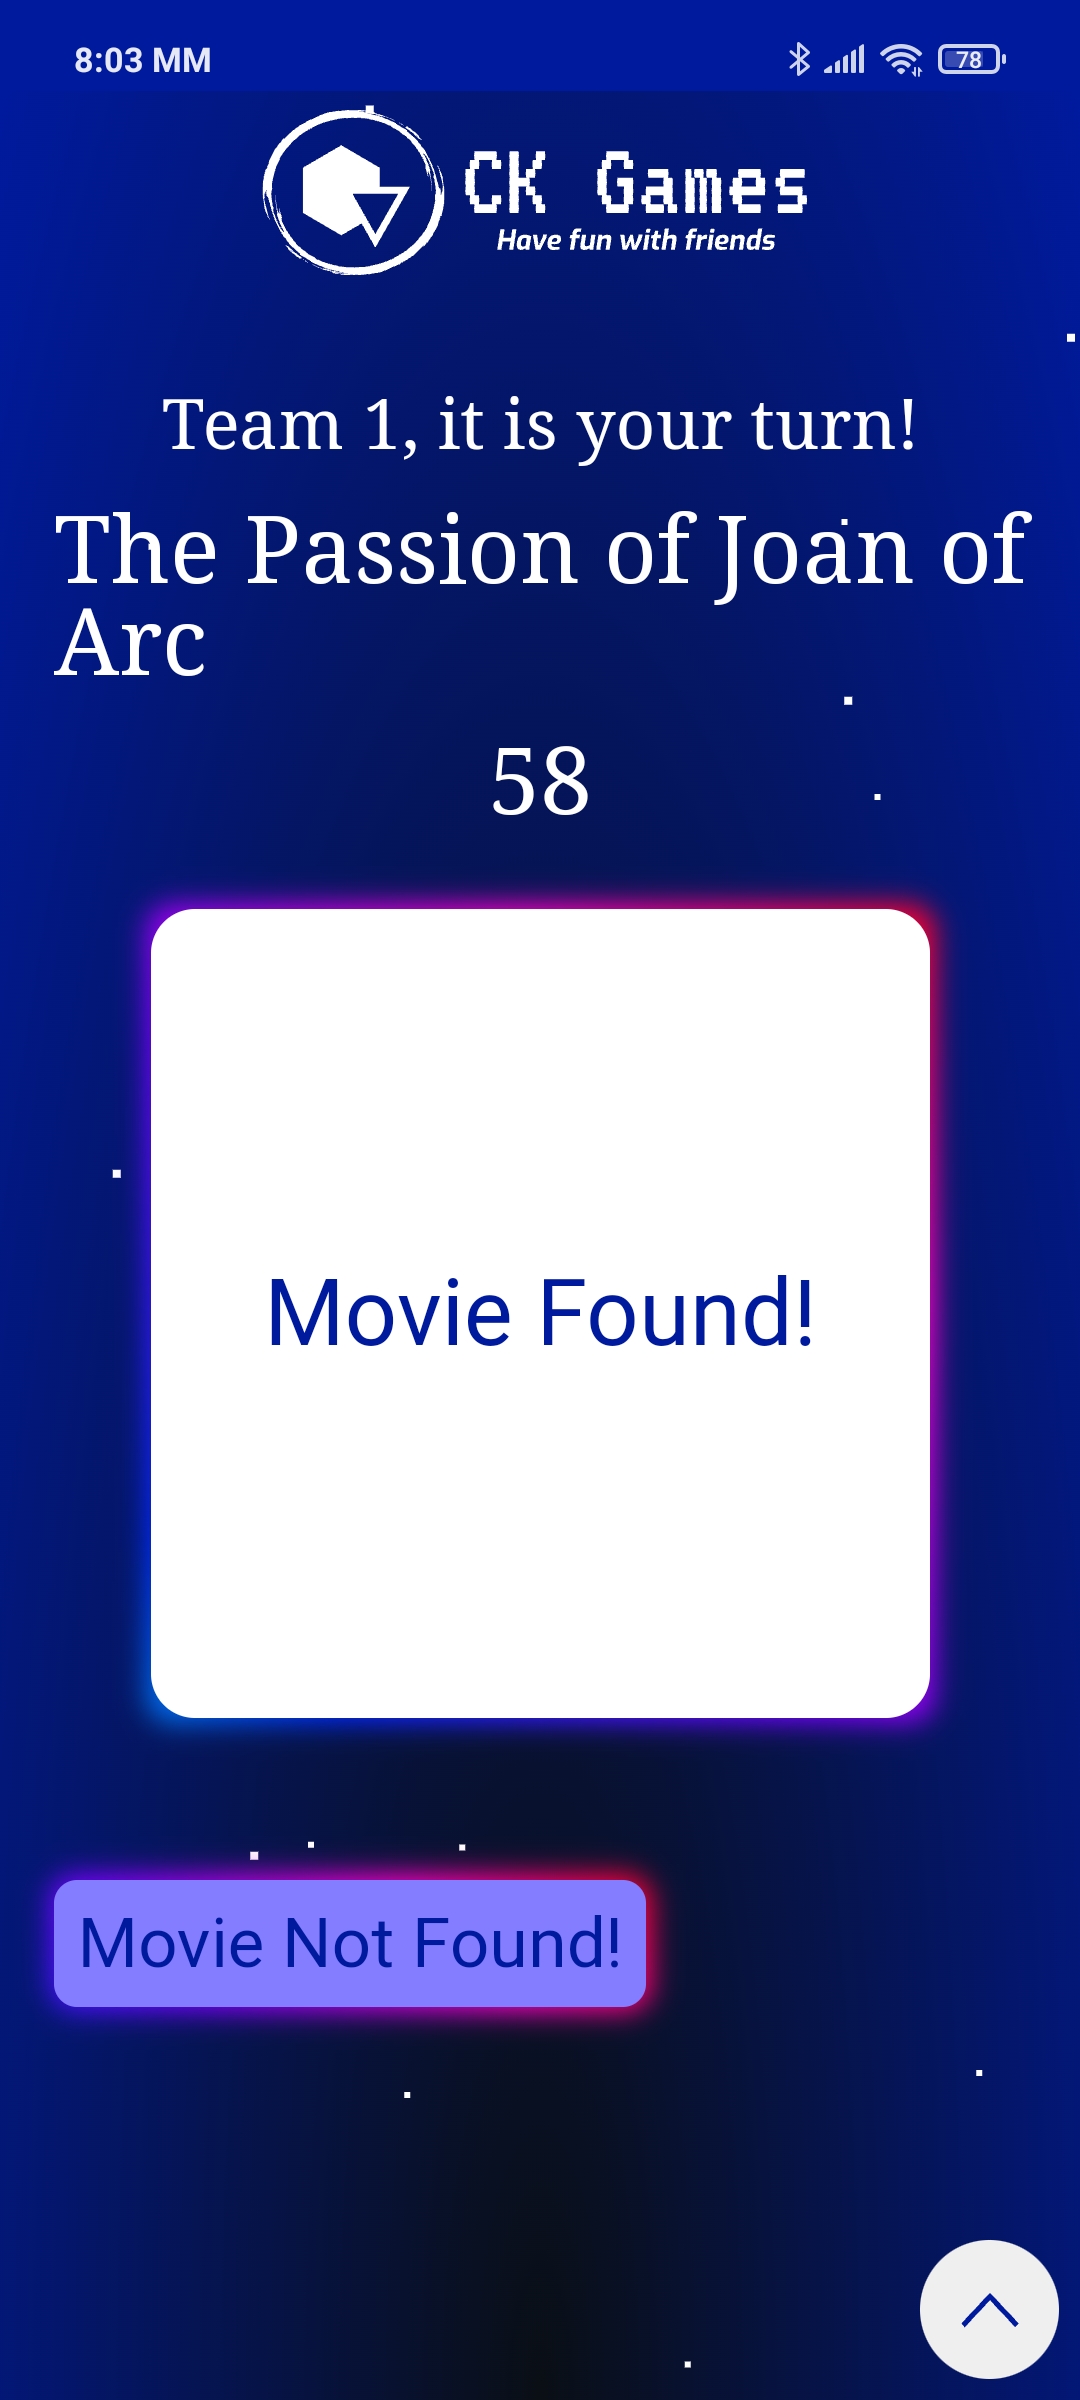 8:03 MM
78
CK Games
Have fun with friends
Team 1, it is your turn!
The Passion of Joan of
Arc
58
Movie Found!
Movie Not Found!